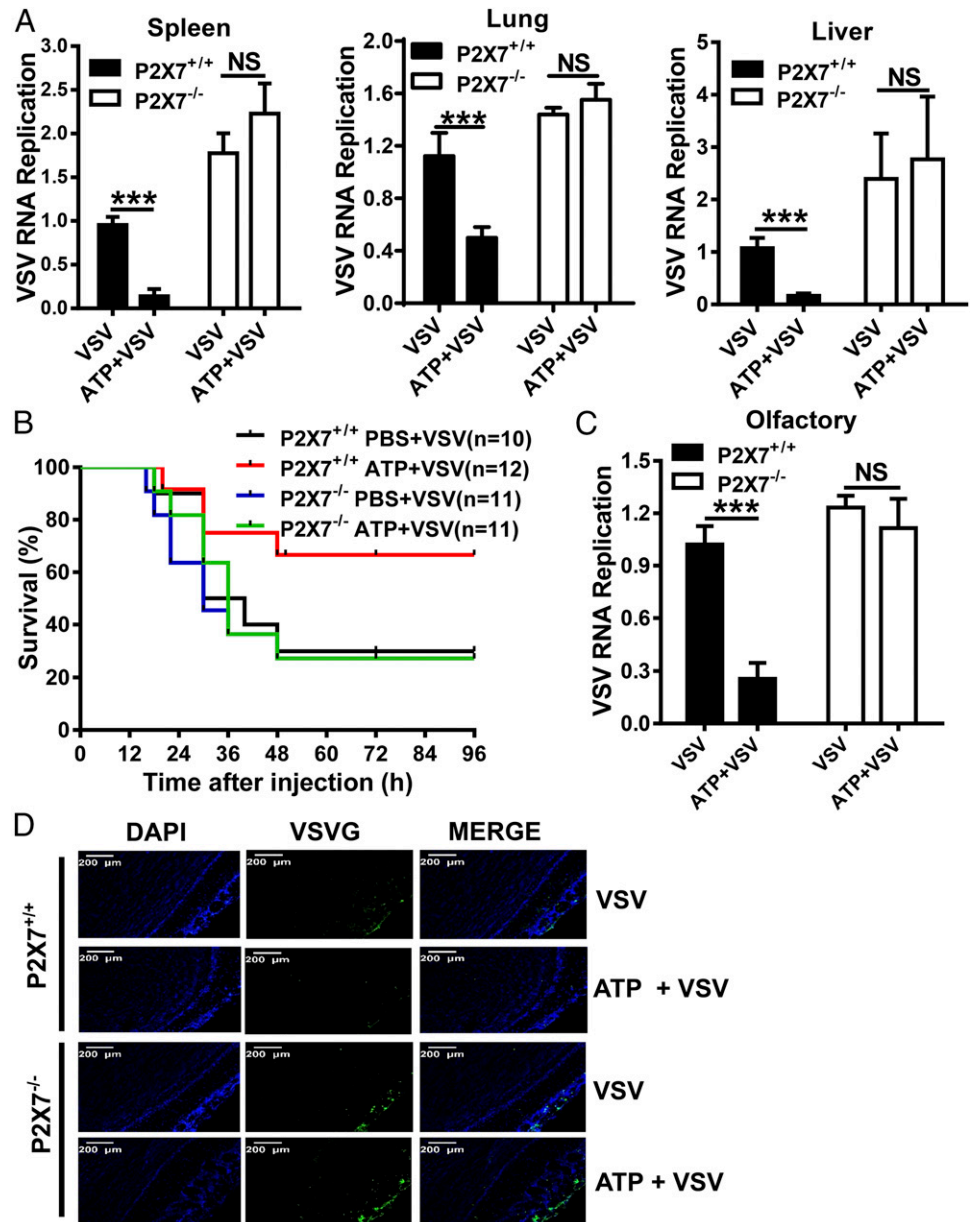 A
Spleen
VSV RNA Replication
3.0
2.5
2.0
1.5
1.0
0.5
0.0
P2X7+/+
P2X7-/-
***
NS
VSV
ATP+VSV
VSV
ATP+VSV
Lung
VSV RNA Replication
2.0
1.6
1.2
0.8
0.4
0.0
P2X7+/+
P2X7-/-
***
NS
VSV
ATP+VSV
VSV
ATP+VSV
Liver
VSV RNA Replication
5
4
3
2
1
0
P2X7+/+
P2X7-/-
***
NS
VSV
ATP+VSV
VSV
ATP+VSV
B
P2X7+/+ PBS+VSV(n=10)
P2X7+/+ ATP+VSV(n=12)
P2X7-/- PBS+VSV(n=11)
P2X7-/- ATP+VSV(n=11)
Survival (%)
100
80
60
40
20
0
0 12 24 36 48 60 72 84 96
Time after injection (h)
C
Olfactory
VSV RNA Replication
1.5
1.2
0.9
0.6
0.3
0.0
P2X7+/+
P2X7-/-
***
NS
VSV
ATP+VSV
VSV
ATP+VSV
D
DAPI VSVG MERGE
P2X7+/+
200 μm 200 μm 200 μm
VSV
200 μm 200 μm 200 μm
ATP + VSV
P2X7-/-
200 μm 200 μm 200 μm
VSV
200 μm 200 μm 200 μm
ATP + VSV